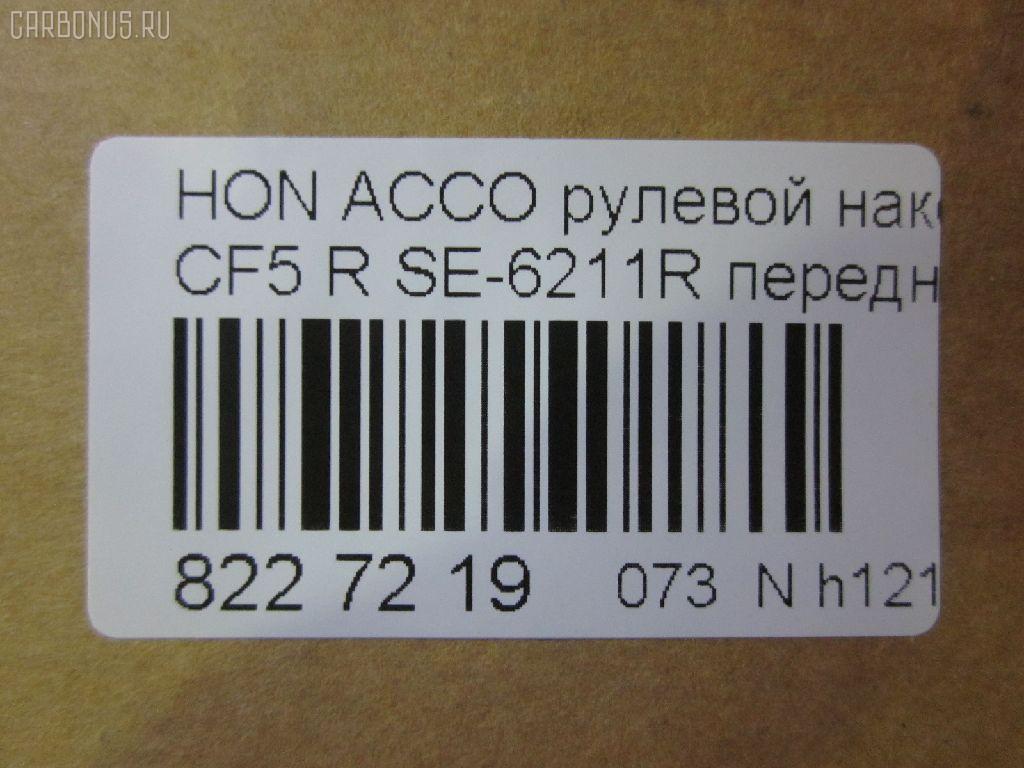 CARBONUS.RU
HON ACCO рулевой нак
CF5 R SE-6211R передн
822 72 19 073 N h121